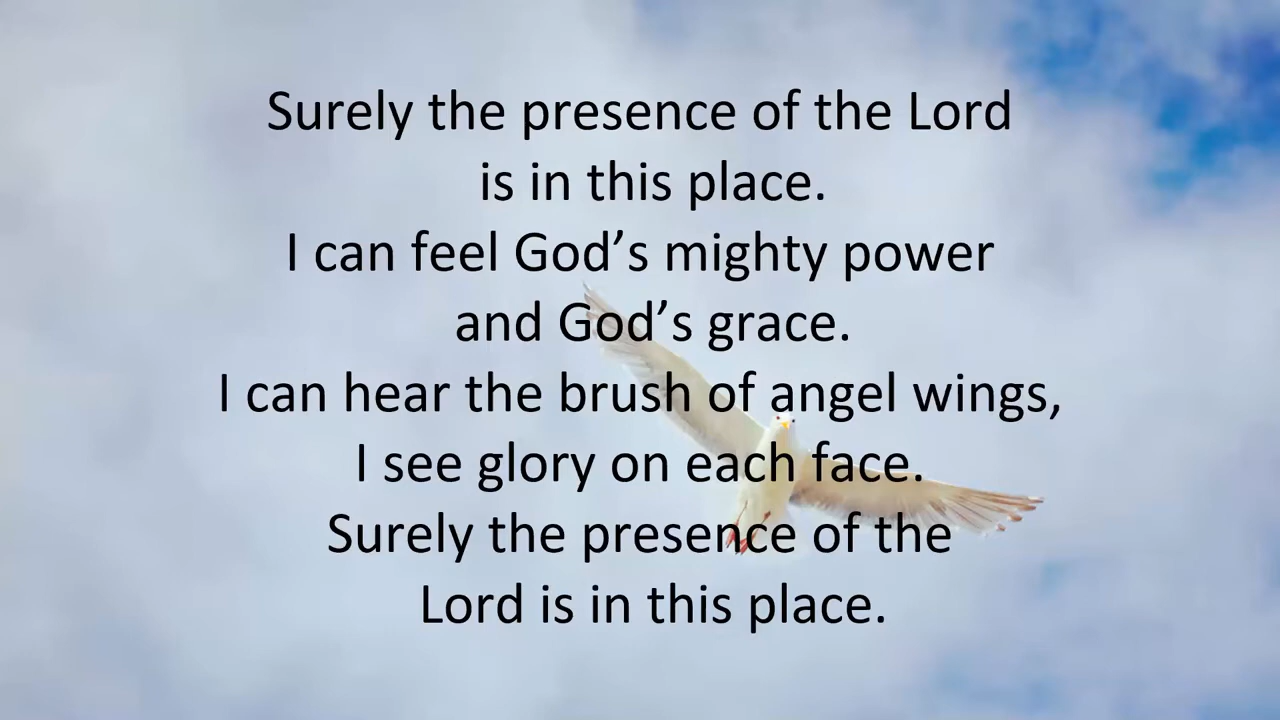 Surely the presence of the Lord
is in this place.
I can feel God’s mighty power
and God’s grace.
I can hear the brush of angel wings,
I see glory on each face.
Surely the presence of the
Lord is in this place.